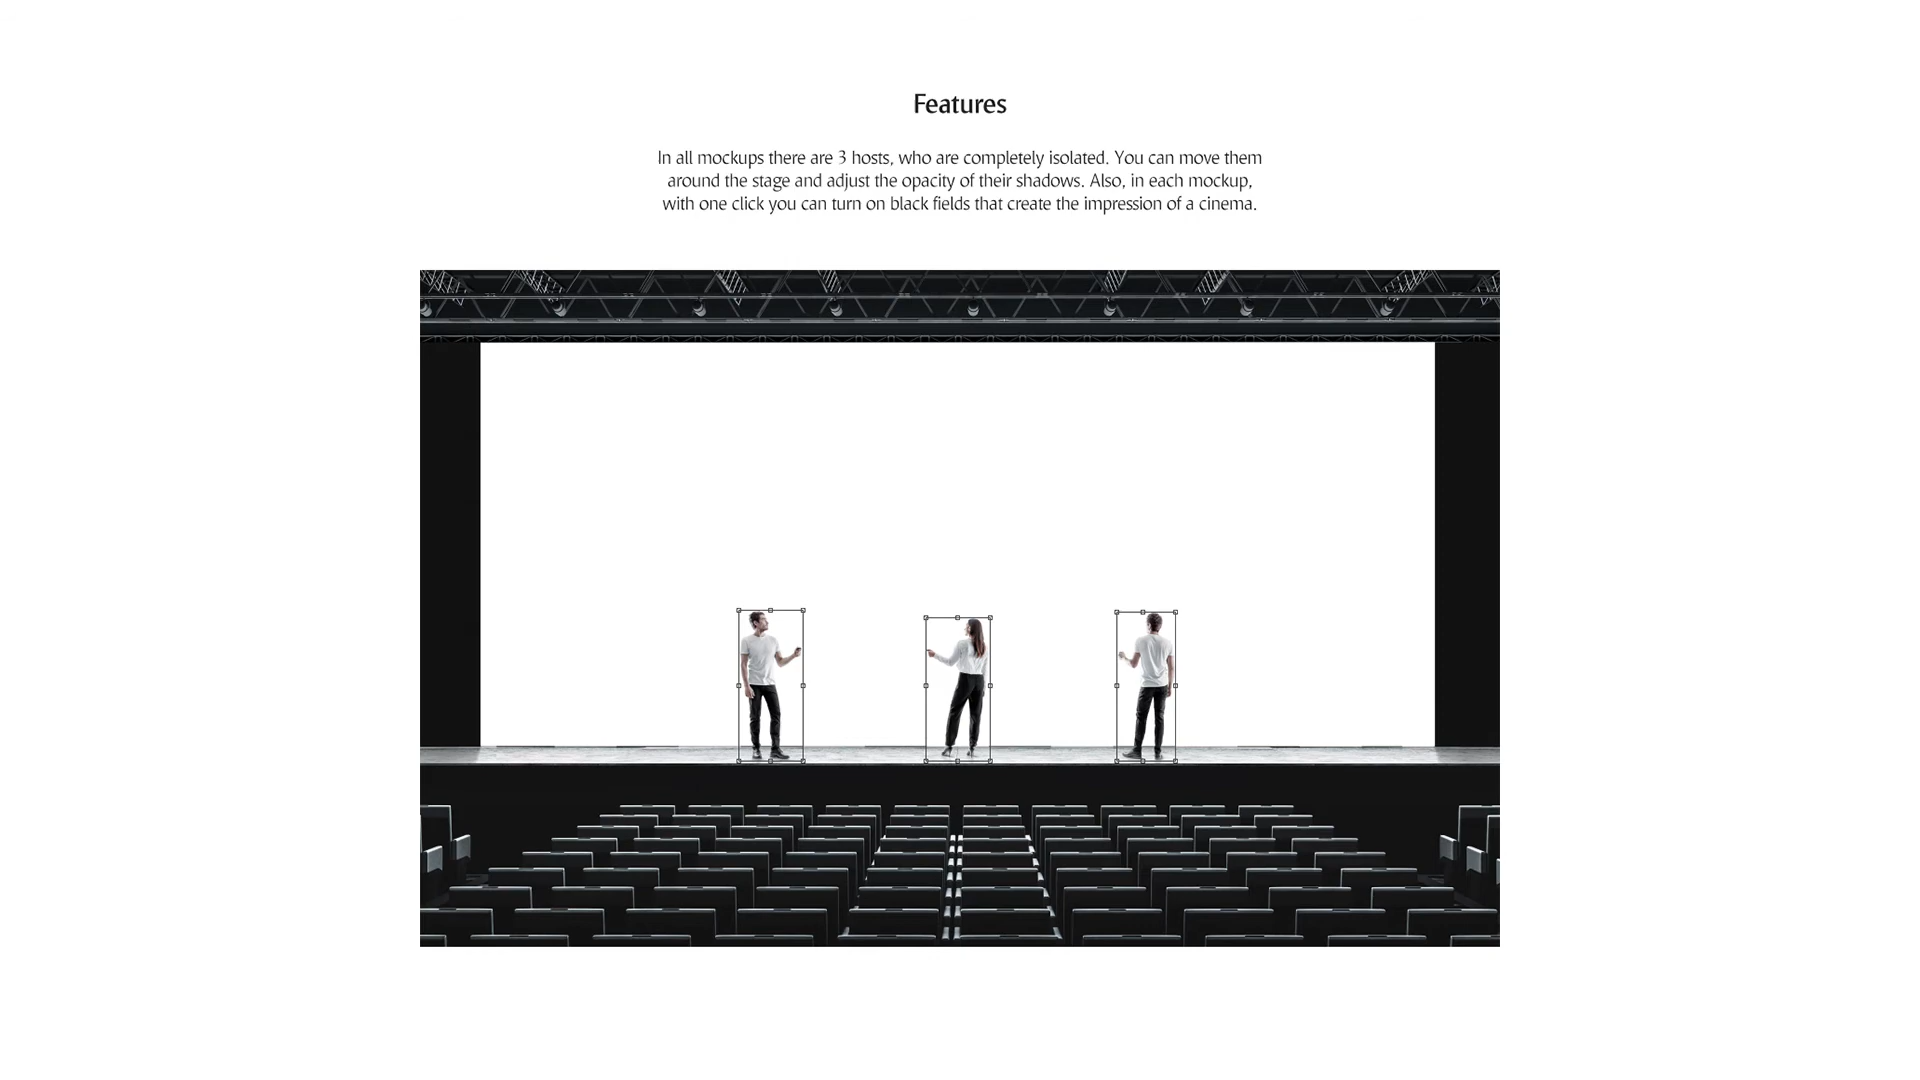 Features
In all mockups there are 3 hosts, who are completely isolated. You can move them
around the stage and adjust the opacity of their shadows. Also, in each mockup,
with one click you can turn on black fields that create the impression of a cinema.